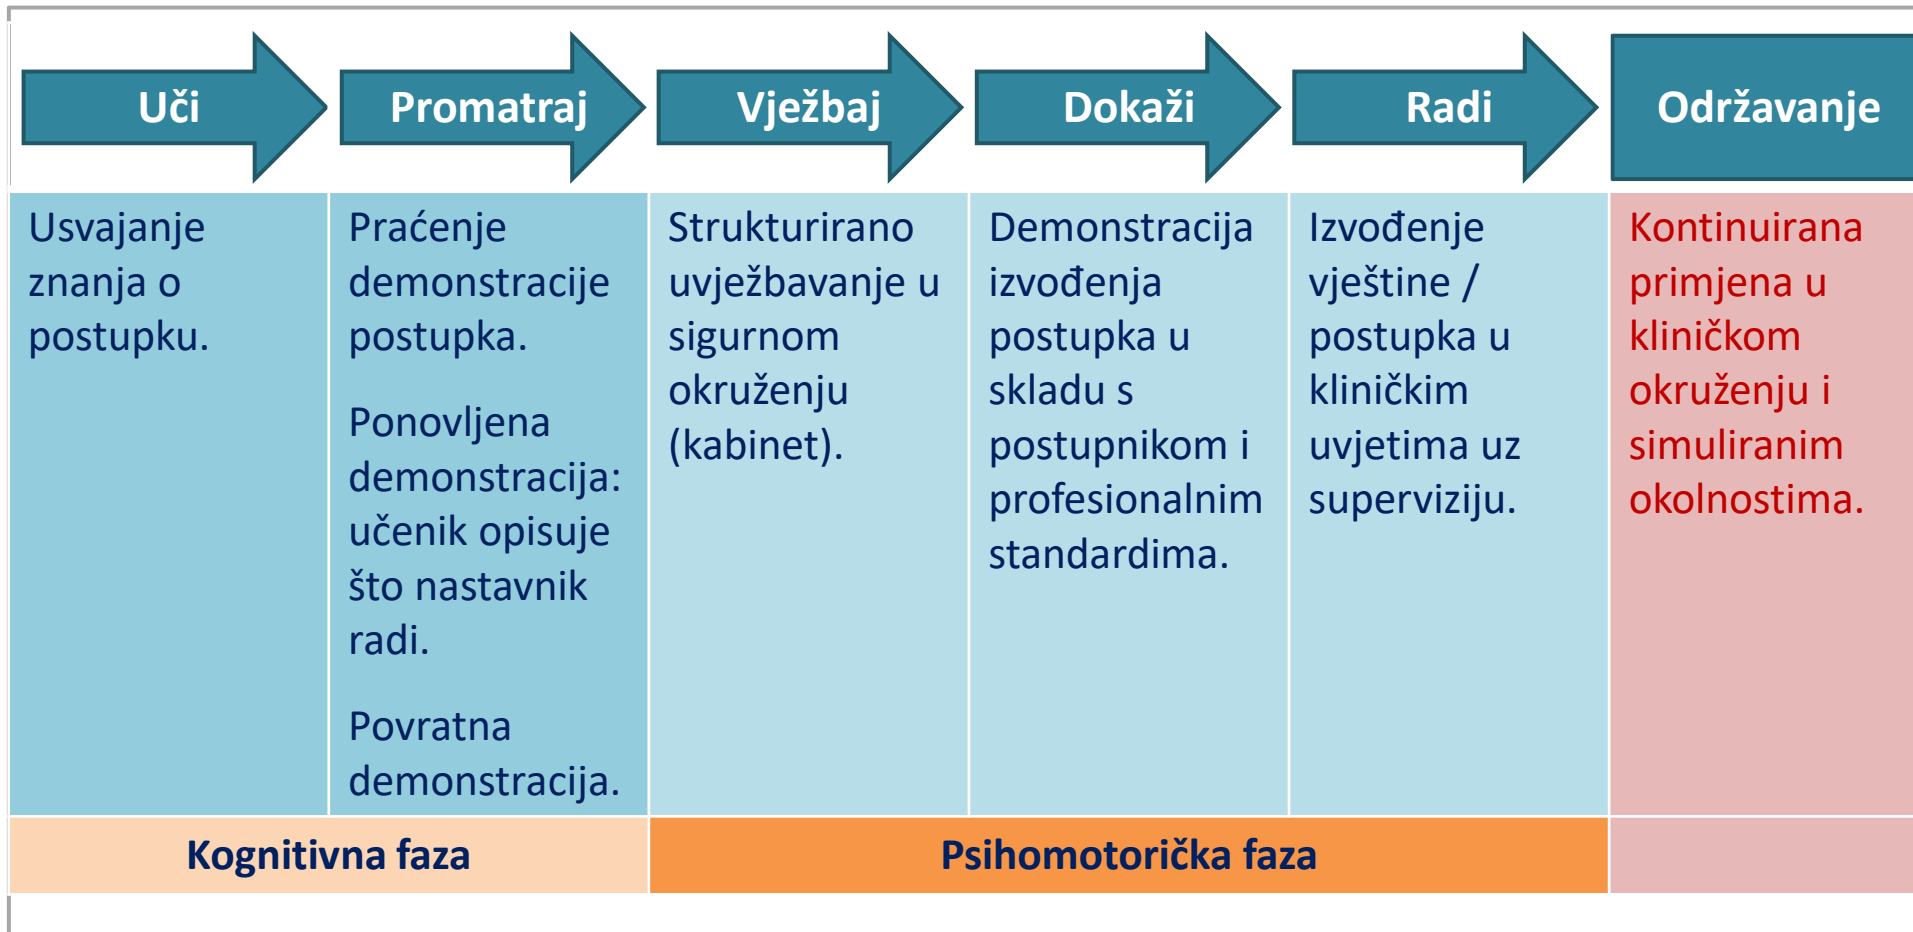 Uči
Promatraj
Vježbaj
Dokaži
Radi
Održavanje
Usvajanje
znanja o
postupku.
Praćenje
demonstracije
postupka.
Ponovljena
demonstracija:
učenik opisuje
što nastavnik
radi.
Povratna
demonstracija.
Strukturirano
uvježbavanje u
sigurnom
okruženju
(kabinet).
Demonstracija
izvođenja
postupka u
skladu s
postupnikom i
profesionalnim
standardima.
Izvođenje
vještine /
postupka u
kliničkim
uvjetima uz
superviziju.
Kontinuirana
primjena u
kliničkom
okruženju i
simuliranim
okolnostima.
Kognitivna faza
Psihomotorička faza